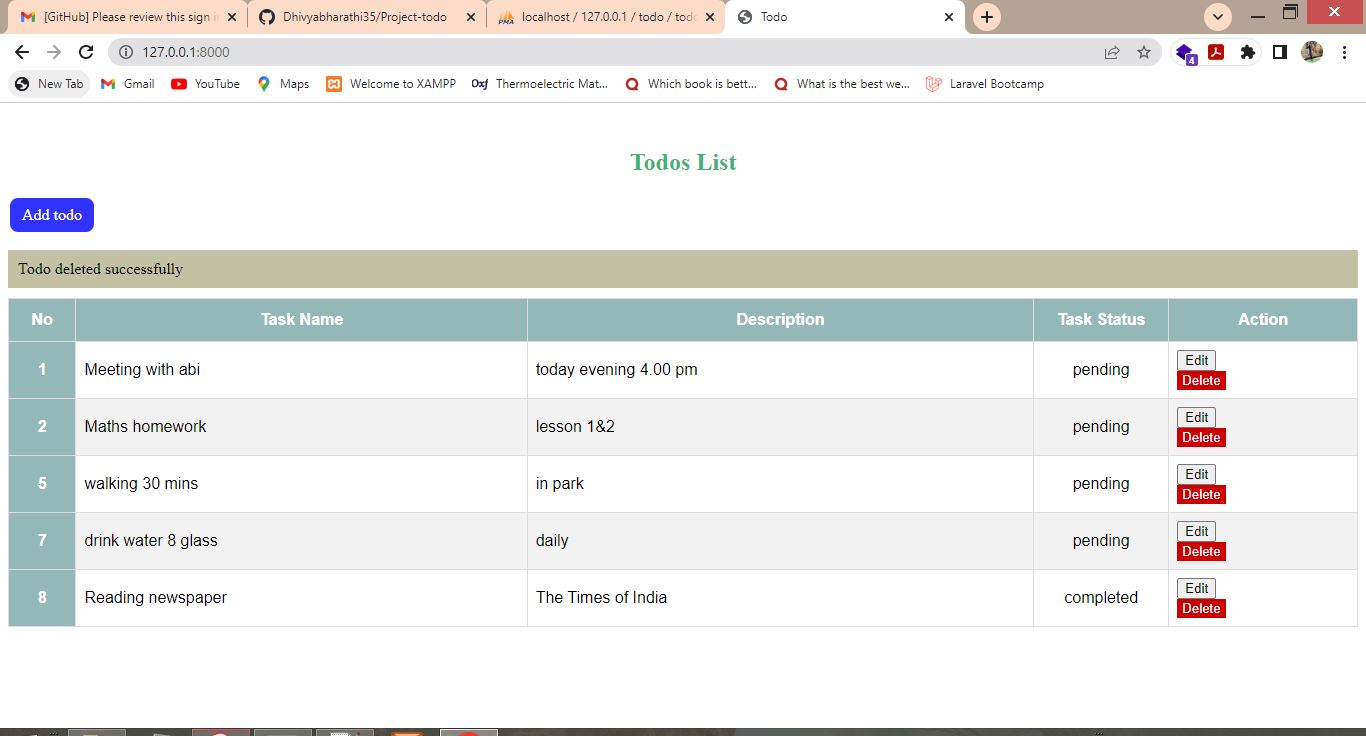 [GitHub] Please review this sign i
Dhivyabharathi35/Project-todo
localhost / 127.0.0.1 / todo / todo
Todo
127.0.0.1:8000
4
New Tab
Gmail
YouTube
Maps
Welcome to XAMPP
Oxf Thermoelectric Mat...
Which book is bett...
What is the best we...
Laravel Bootcamp
Todos List
Add todo
Todo deleted successfully
No Task Name Description Task Status Action
1 Meeting with abi today evening 4.00 pm pending Edit
Delete
2 Maths homework lesson 1&2 pending Edit
Delete
5 walking 30 mins in park pending Edit
Delete
7 drink water 8 glass daily pending Edit
Delete
8 Reading newspaper The Times of India completed Edit
Delete